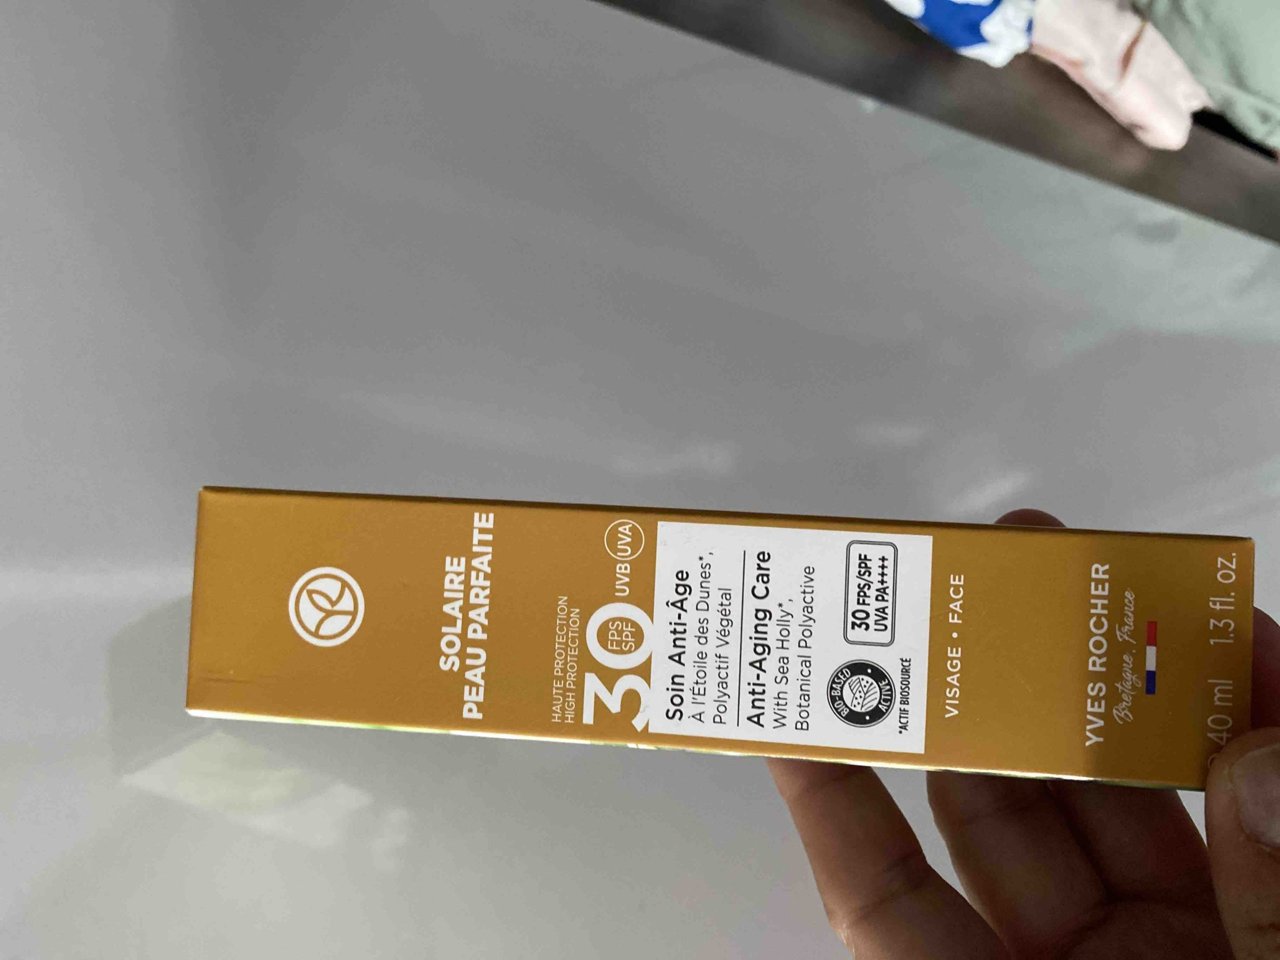 SOLAIRE
PEAU PARFAITE
HAUTE PROTECTION
HIGH PROTECTION
30 FPS SPF UVB UVA
Soin Anti-Âge
À l'Étoile des Dunes*,
Polyactif Végétal
Anti-Aging Care
With Sea Holly*,
Botanical Polyactive
BIO-BASED
ACTIVE
30 FPS/SPF
UVA PA++++
*ACTIF BIOSOURCÉ
VISAGE • FACE
YVES ROCHER
Bretagne, France
40 ml 1.3 fl. oz.